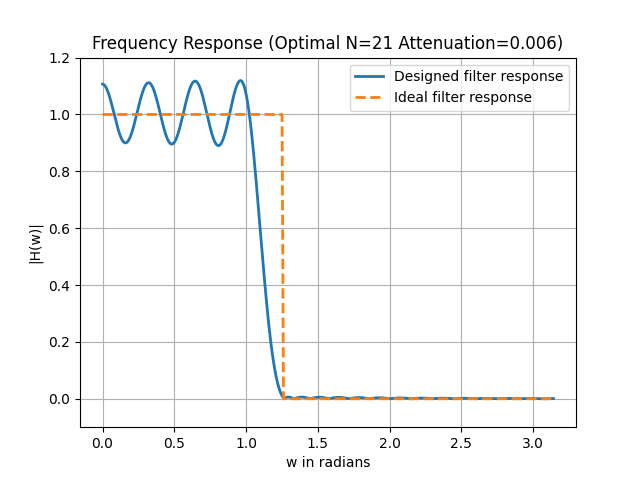 Frequency Response (Optimal N=21 Attenuation=0.006)
Designed filter response
Ideal filter response
1.2
1.0
0.8
0.6
0.4
0.2
0.0
|H(w)|
0.0 0.5 1.0 1.5 2.0 2.5 3.0
w in radians